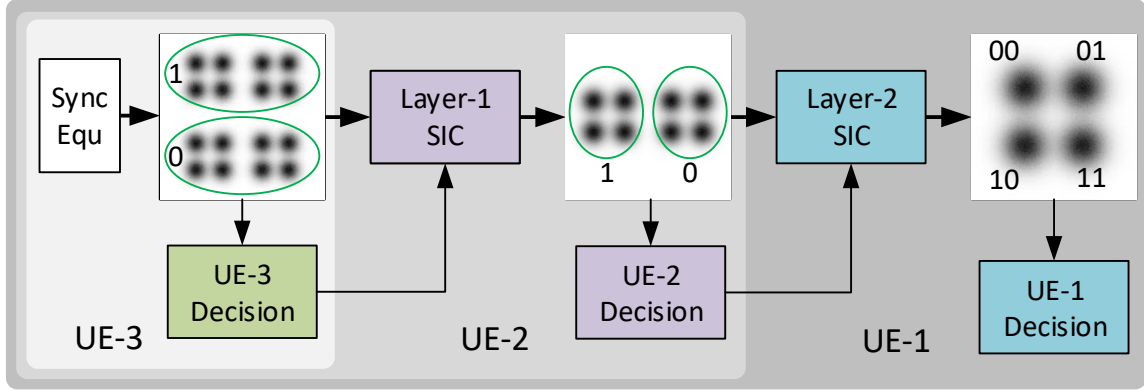 Sync
Equ
1
0
Layer-1
SIC
1
0
Layer-2
SIC
00
01
10
11
UE-3
Decision
UE-2
Decision
UE-1
Decision
UE-3
UE-2
UE-1